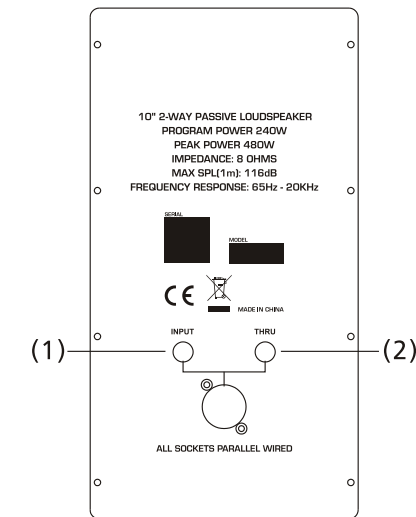 10" 2-WAY PASSIVE LOUDSPEAKER
PROGRAM POWER 240W
PEAK POWER 480W
IMPEDANCE: 8 OHMS
MAX SPL(1m): 116dB
FREQUENCY RESPONSE: 65Hz - 20KHz
SERIAL
MODEL
CE
MADE IN CHINA
INPUT THRU
(1) (2)
ALL SOCKETS PARALLEL WIRED